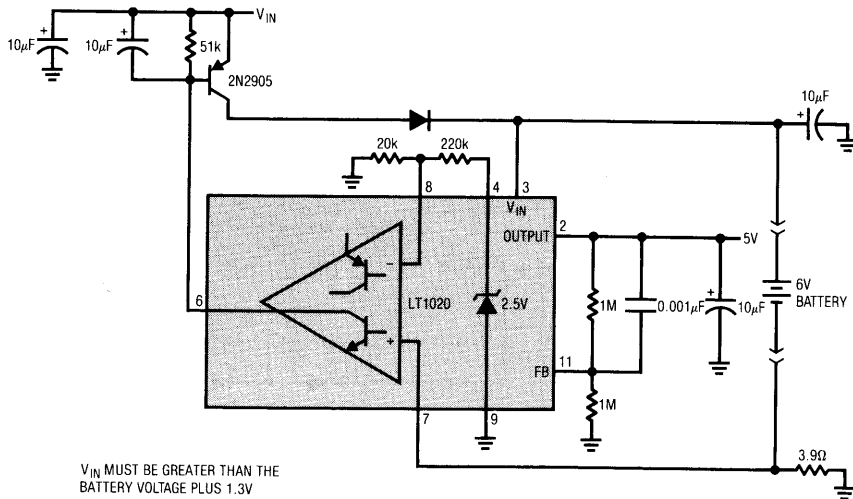 V_IN
10µF
10µF
51k
2N2905
10µF
20k
220k
8
4
3
V_IN
2
OUTPUT
5V
6
LT1020
2.5V
1M
0.001µF
10µF
6V
BATTERY
−
+
+
+
+
+
FB
11
1M
7
9
3.9Ω
V_IN MUST BE GREATER THAN THE
BATTERY VOLTAGE PLUS 1.3V